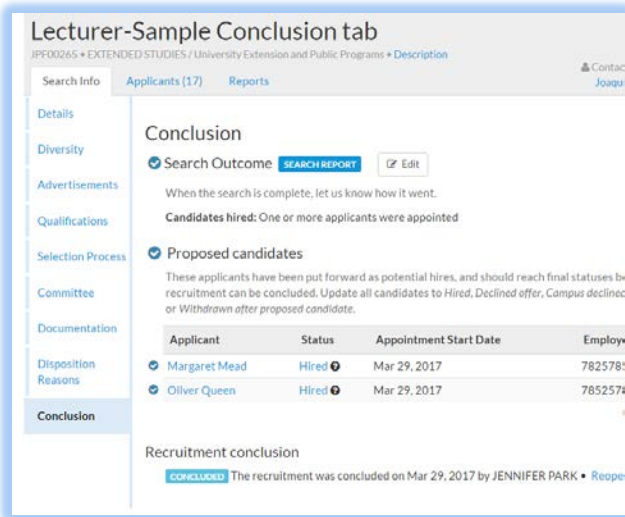 Lecturer-Sample Conclusion tab
JPF00265 • EXTENDED STUDIES / University Extension and Public Programs • Description
Contac
Joaqu
Search Info Applicants (17) Reports
Details
Diversity
Advertisements
Qualifications
Selection Process
Committee
Documentation
Disposition
Reasons
Conclusion
Conclusion
Search Outcome SEARCH REPORT Edit
When the search is complete, let us know how it went.
Candidates hired: One or more applicants were appointed
Proposed candidates
These applicants have been put forward as potential hires, and should reach final statuses b
recruitment can be concluded. Update all candidates to Hired, Declined offer, Campus declined
or Withdrawn after proposed candidate.
Applicant Status Appointment Start Date Employ
Margaret Mead Hired Mar 29, 2017 782578
Oliver Queen Hired Mar 29, 2017 785257
Recruitment conclusion
CONCLUDED The recruitment was concluded on Mar 29, 2017 by JENNIFER PARK • Reope